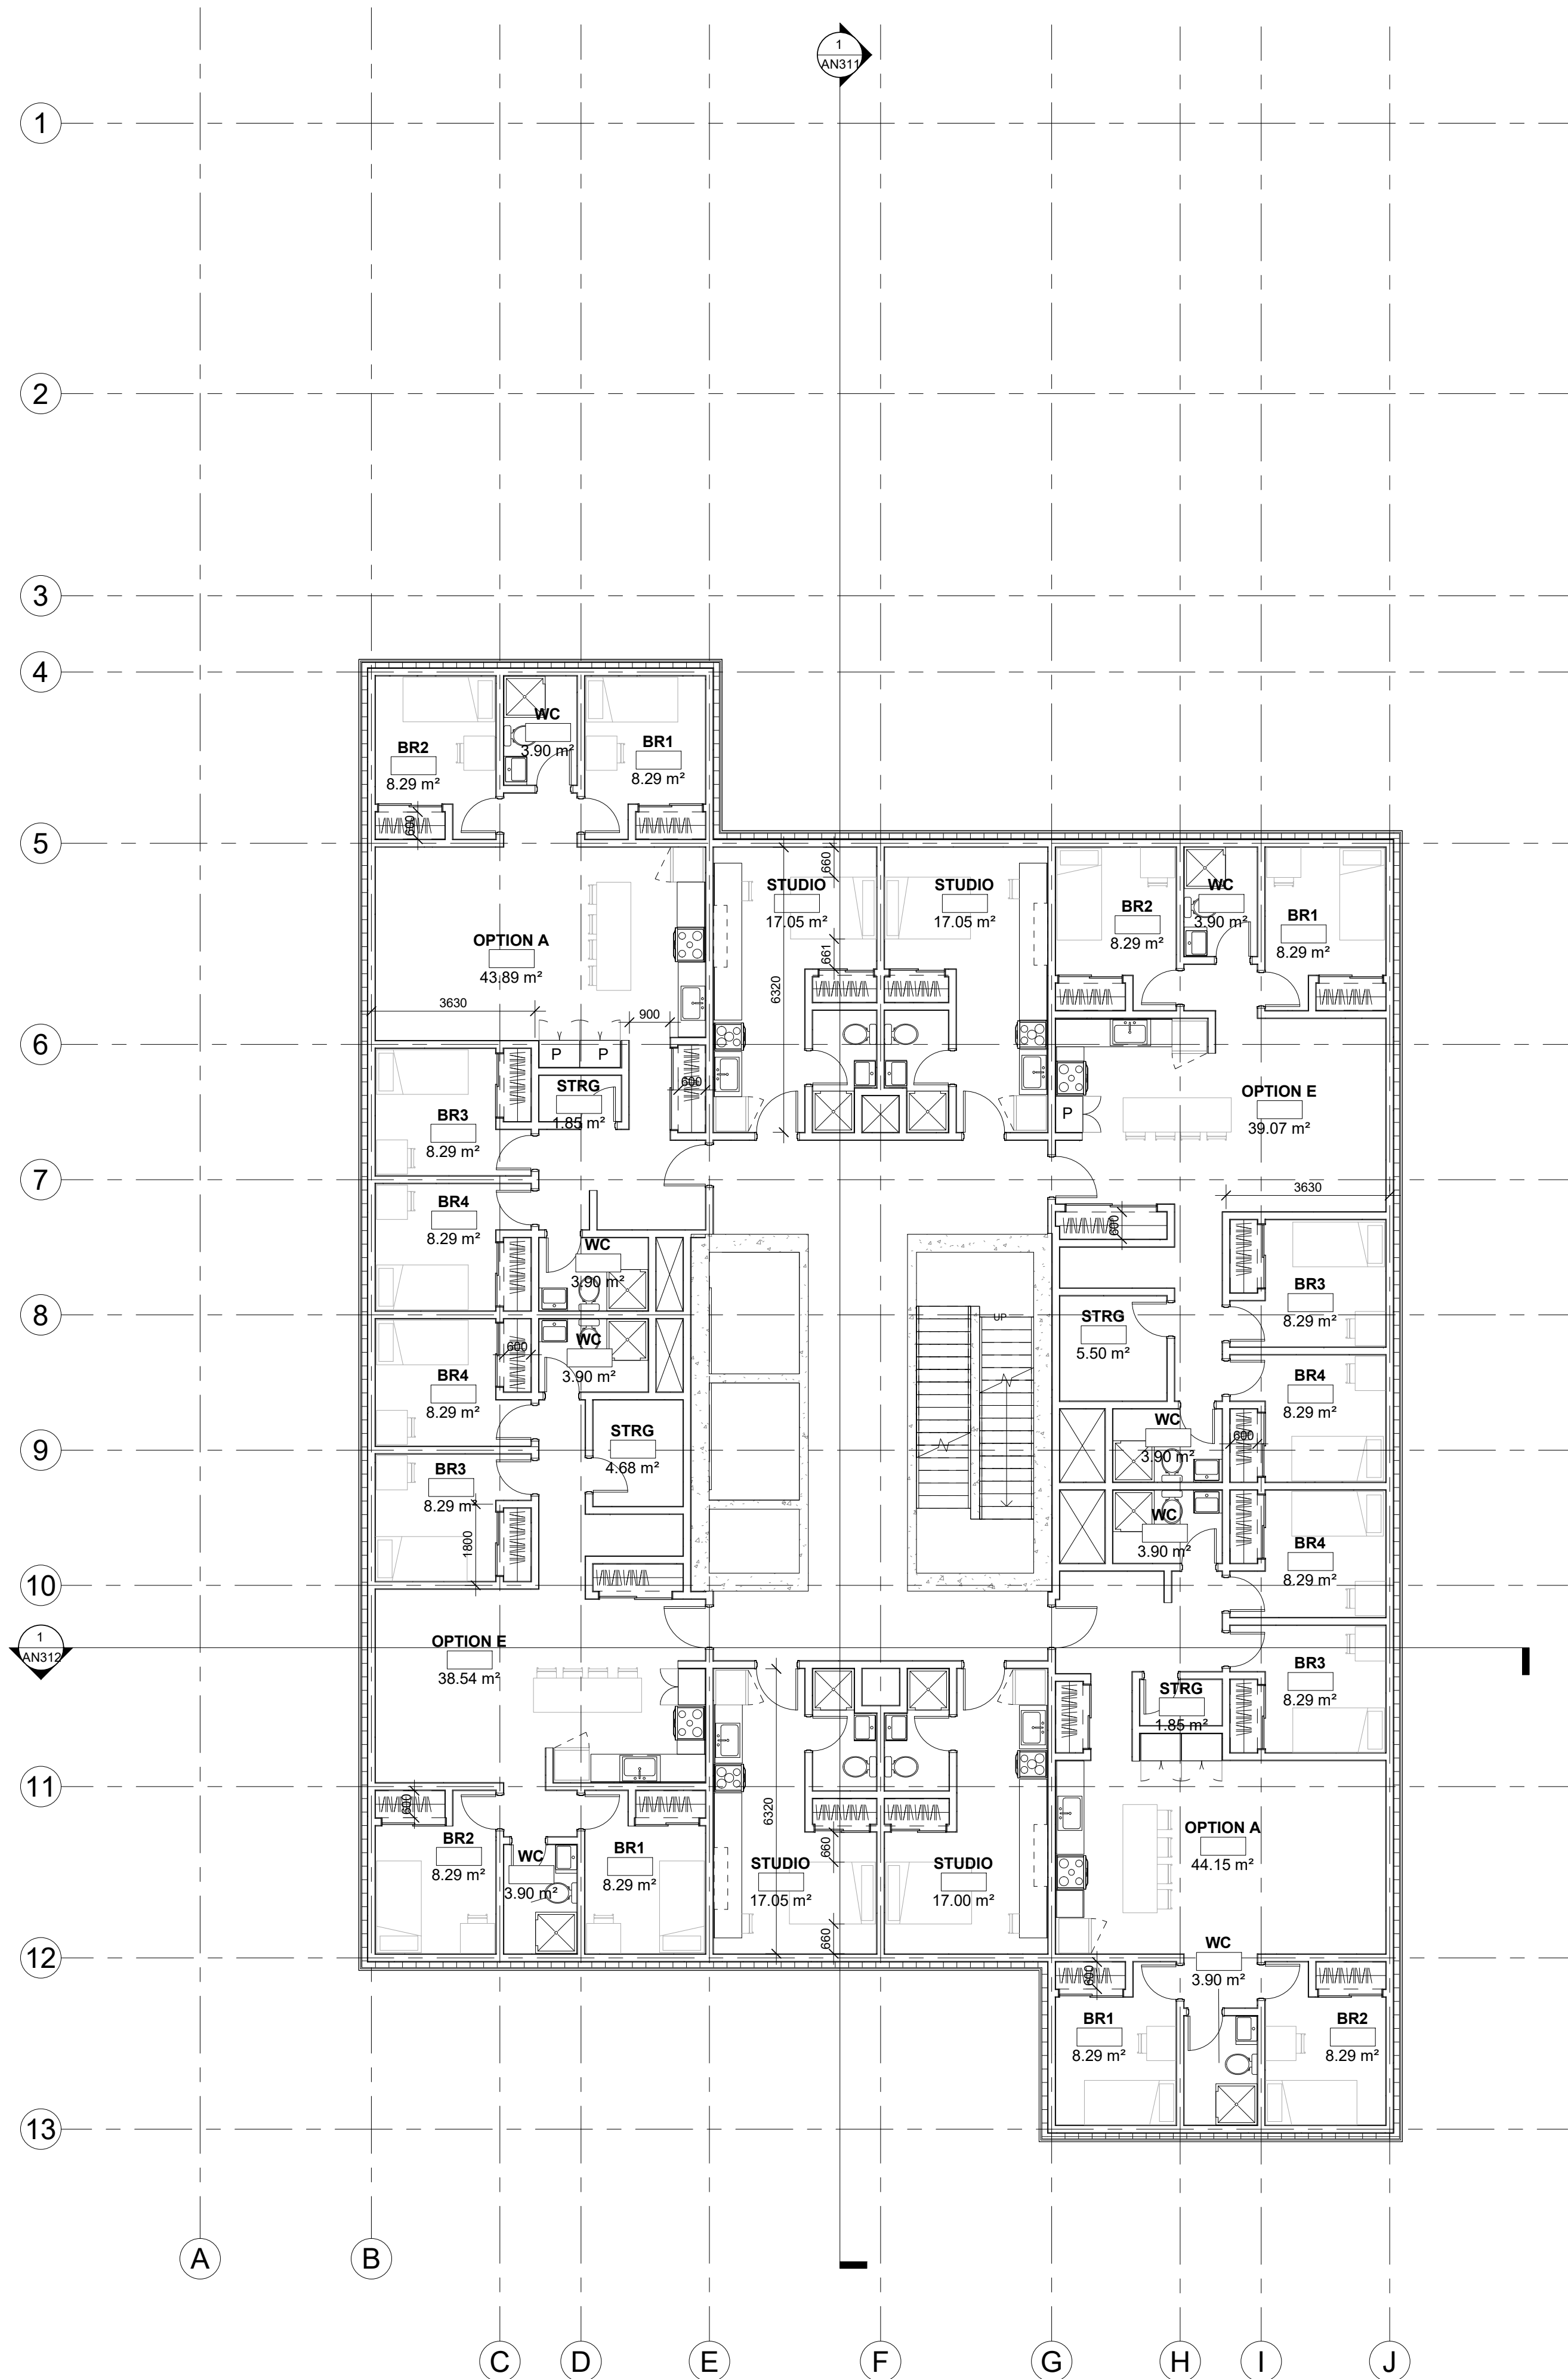 1
AN311
1
2
3
4
WC
3.90 m²
BR2
8.29 m²
BR1
8.29 m²
600
5
660
STUDIO
17.05 m²
STUDIO
17.05 m²
WC
3.90 m²
BR2
8.29 m²
BR1
8.29 m²
OPTION A
43.89 m²
661
6320
3630
900
6
P
P
STRG
1.85 m²
600
OPTION E
39.07 m²
P
BR3
8.29 m²
7
3630
BR4
8.29 m²
600
WC
3.90 m²
BR3
8.29 m²
8
UP
STRG
5.50 m²
WC
3.90 m²
600
BR4
8.29 m²
BR4
8.29 m²
WC
3.90 m²
600
9
STRG
4.68 m²
BR3
8.29 m²
1800
WC
3.90 m²
BR4
8.29 m²
10
1
AN312
OPTION E
38.54 m²
BR3
8.29 m²
STRG
1.85 m²
11
600
6320
OPTION A
44.15 m²
BR2
8.29 m²
WC
3.90 m²
BR1
8.29 m²
660
STUDIO
17.05 m²
STUDIO
17.00 m²
660
12
WC
3.90 m²
600
BR1
8.29 m²
BR2
8.29 m²
13
A
B
C
D
E
F
G
H
I
J